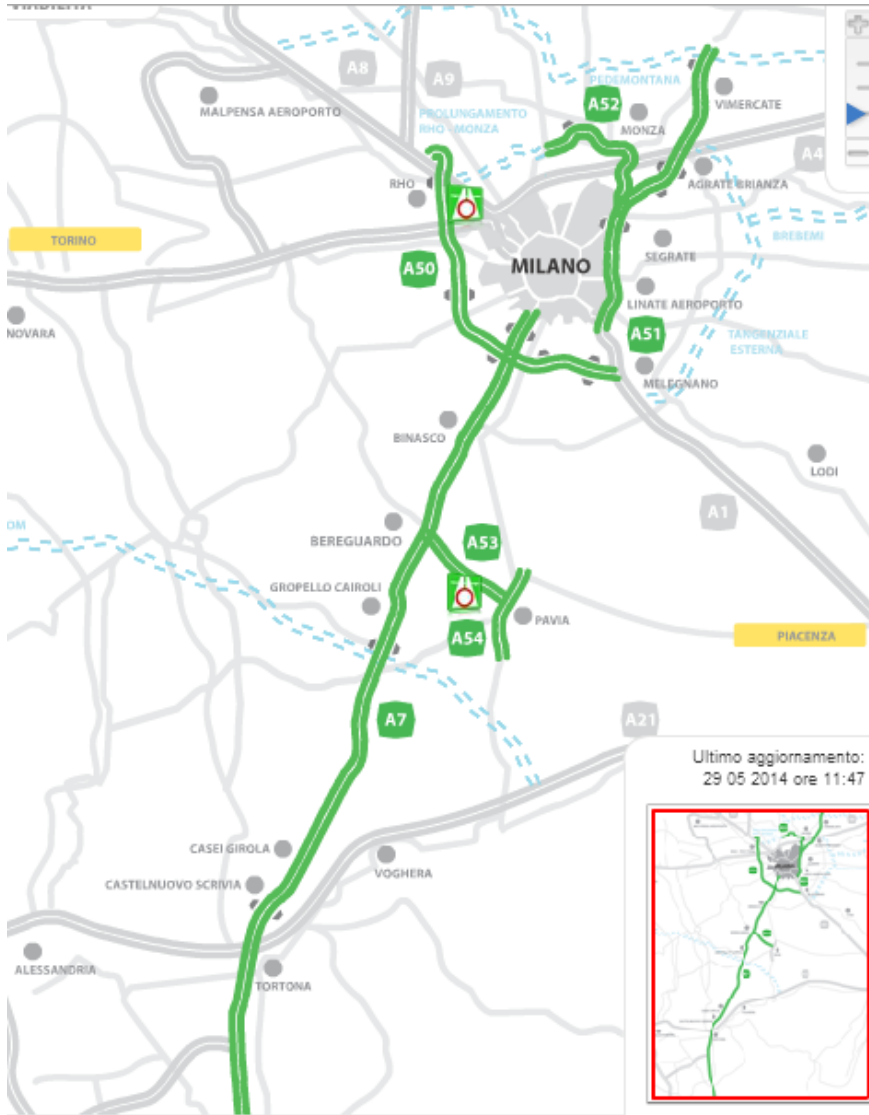 VIABILITÀ
A8
A9
PEDEMONTANA
A52
MALPENSA AEROPORTO
PROLUNGAMENTO
RHO - MONZA
MONZA
VIMERCATE
A4
RHO
AGRATE BRIANZA
TORINO
BREBEMI
A50
MILANO
SEGRATE
LINATE AEROPORTO
NOVARA
A51
TANGENZIALE
ESTERNA
MELEGNANO
BINASCO
LODI
A1
OM
BEREGUARDO
A53
GROPELLO CAIROLI
PAVIA
A54
PIACENZA
A7
A21
Ultimo aggiornamento:
29 05 2014 ore 11:47
CASEI GIROLA
VOGHERA
CASTELNUOVO SCRIVIA
ALESSANDRIA
TORTONA